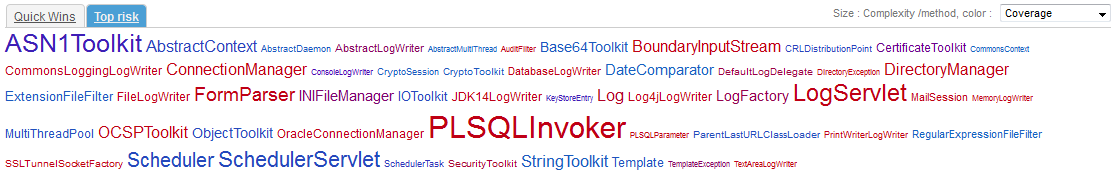 Quick Wins Top risk Size : Complexity /method, color : Coverage
ASN1Toolkit AbstractContext AbstractDaemon AbstractLogWriter AbstractMultiThread AuditFilter Base64Toolkit BoundaryInputStream CRLDistributionPoint CertificateToolkit CommonsContext
CommonsLoggingLogWriter ConnectionManager ConsoleLogWriter CryptoSession CryptoToolkit DatabaseLogWriter DateComparator DefaultLogDelegate DirectoryException DirectoryManager
ExtensionFileFilter FileLogWriter FormParser INIFileManager IOToolkit JDK14LogWriter KeyStoreEntry Log Log4jLogWriter LogFactory LogServlet MailSession MemoryLogWriter
MultiThreadPool OCSPToolkit ObjectToolkit OracleConnectionManager PLSQLInvoker PLSQLParameter ParentLastURLClassLoader PrintWriterLogWriter RegularExpressionFileFilter
SSLTunnelSocketFactory Scheduler SchedulerServlet SchedulerTask SecurityToolkit StringToolkit Template TemplateException TextAreaLogWriter